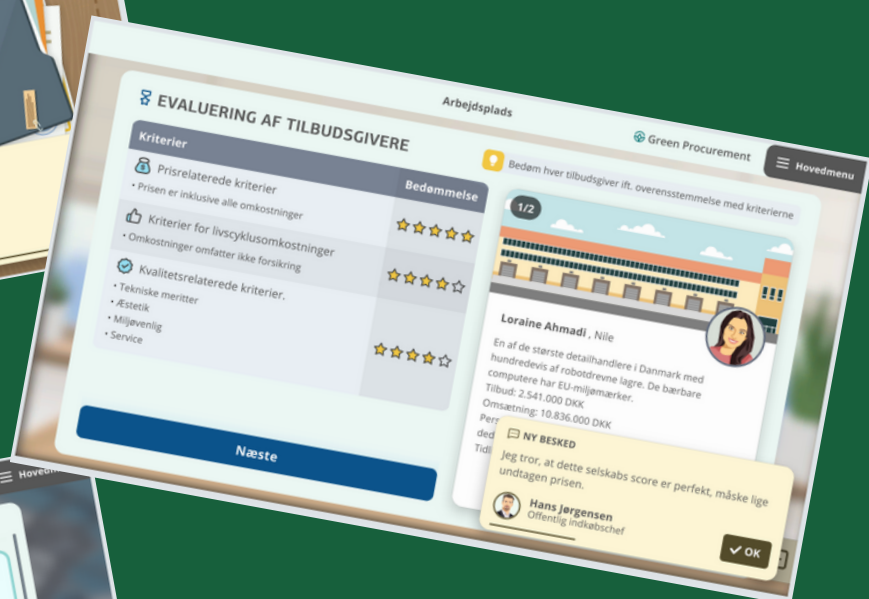 Arbejdsplads
Green Procurement
Hovedmenu
EVALUERING AF TILBUDSGIVERE
Kriterier
Bedømmelse
Prisrelaterede kriterier
• Prisen er inklusive alle omkostninger
Kriterier for livscyklusomkostninger
• Omkostninger omfatter ikke forsikring
Kvalitetsrelaterede kriterier.
• Tekniske meritter
• Æstetik
• Miljøvenlig
• Service
Næste
Bedøm hver tilbudsgiver ift. overensstemmelse med kriterierne
1/2
Loraine Ahmadi , Nile
En af de største detailhandlere i Danmark med
hundredevis af robotdrevne lagre. De bærbare
computere har EU-miljømærker.
Tilbud: 2.541.000 DKK
Omsætning: 10.836.000 DKK
NY BESKED
Jeg tror, at dette selskabs score er perfekt, måske lige
undtagen prisen.
Hans Jørgensen
Offentlig indkøbschef
OK